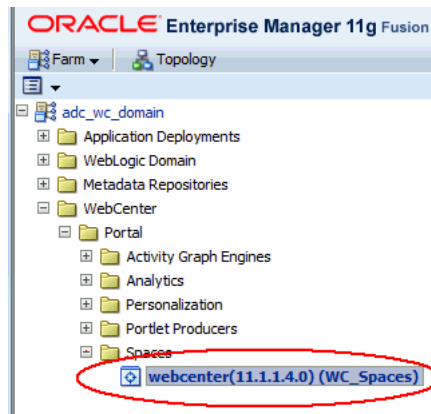 ORACLE Enterprise Manager 11g Fusion
Farm Topology
adc_wc_domain
Application Deployments
WebLogic Domain
Metadata Repositories
WebCenter
Portal
Activity Graph Engines
Analytics
Personalization
Portlet Producers
Spaces
webcenter(11.1.1.4.0) (WC_Spaces)